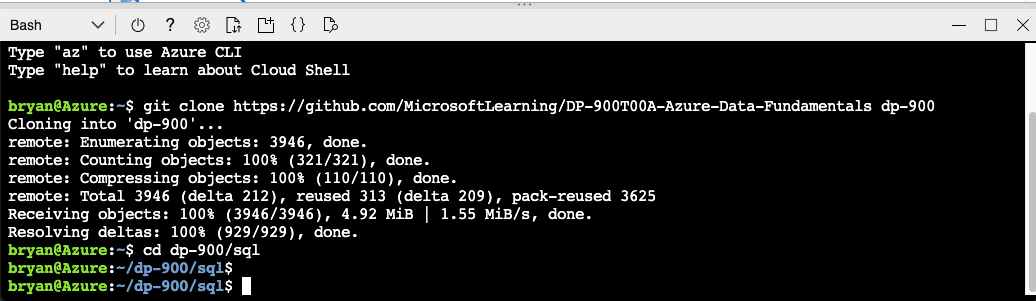 Bash
Type "az" to use Azure CLI
Type "help" to learn about Cloud Shell
bryan@Azure:~$ git clone https://github.com/MicrosoftLearning/DP-900T00A-Azure-Data-Fundamentals dp-900
Cloning into 'dp-900'...
remote: Enumerating objects: 3946, done.
remote: Counting objects: 100% (321/321), done.
remote: Compressing objects: 100% (110/110), done.
remote: Total 3946 (delta 212), reused 313 (delta 209), pack-reused 3625
Receiving objects: 100% (3946/3946), 4.92 MiB | 1.55 MiB/s, done.
Resolving deltas: 100% (929/929), done.
bryan@Azure:~$ cd dp-900/sql
bryan@Azure:~/dp-900/sql$
bryan@Azure:~/dp-900/sql$